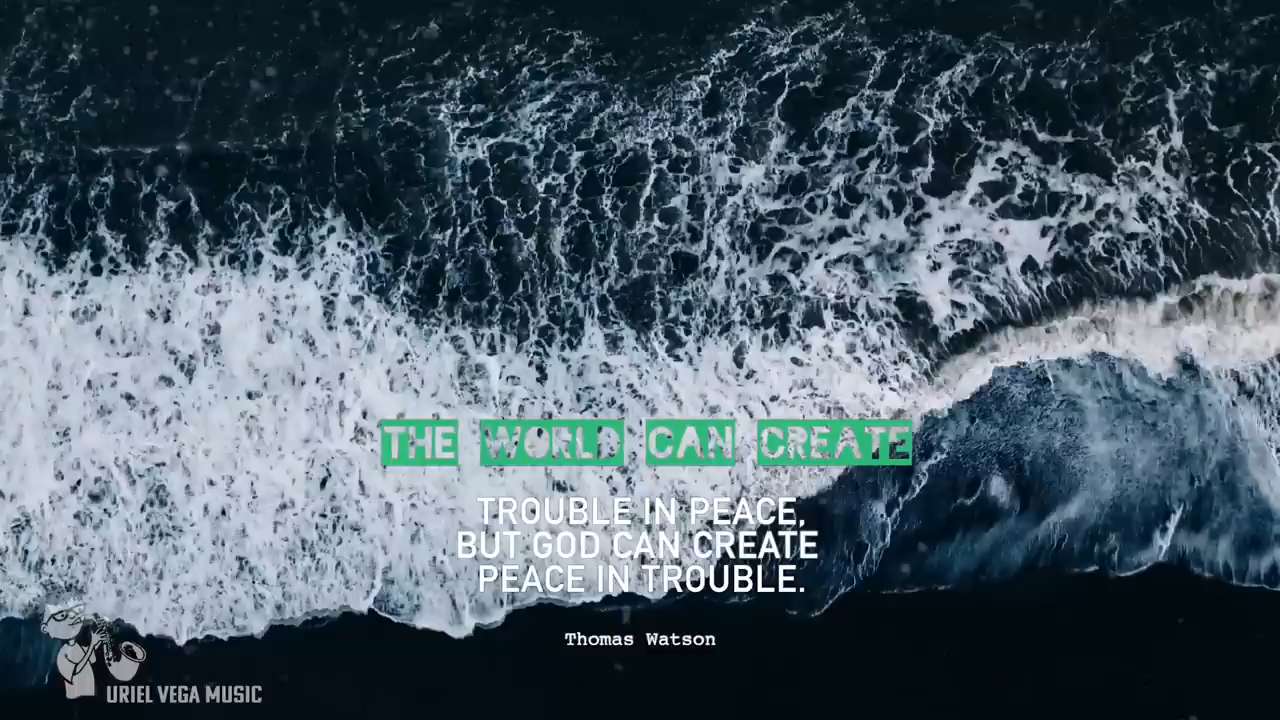 THE WORLD CAN CREATE
TROUBLE IN PEACE,
BUT GOD CAN CREATE
PEACE IN TROUBLE.
Thomas Watson
URIEL VEGA MUSIC